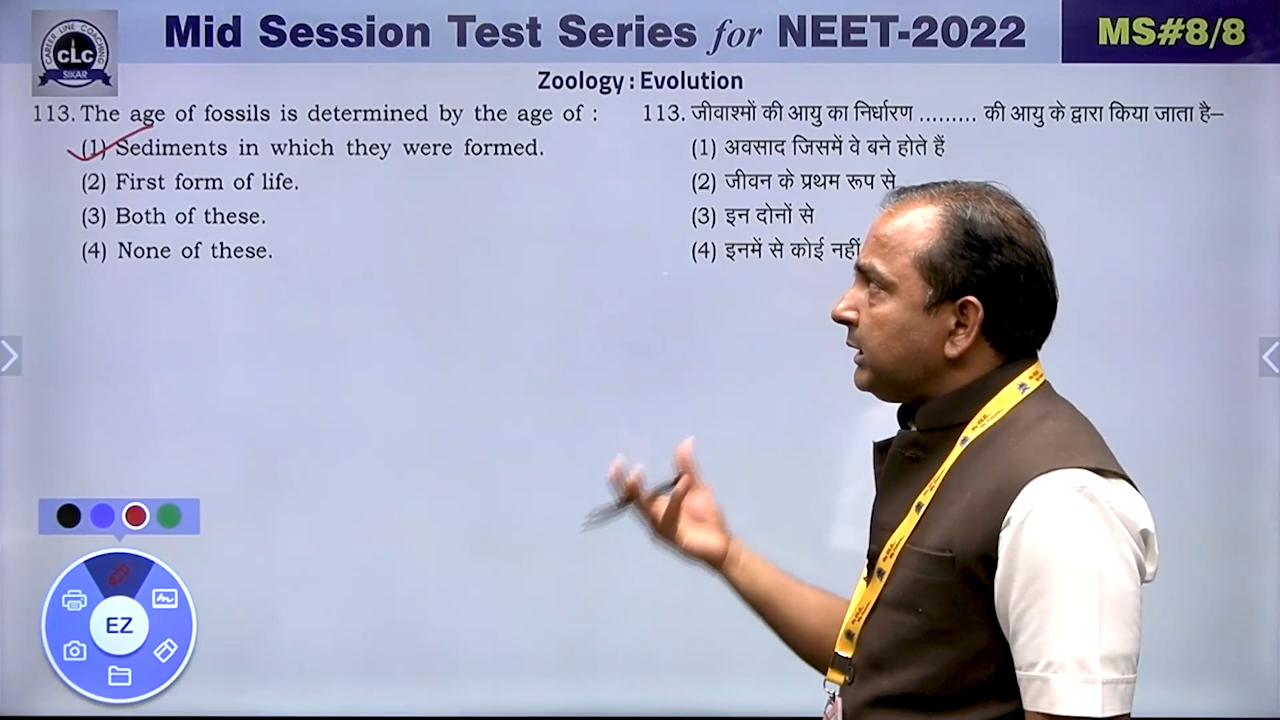 CAREER LINE COACHING
CLC
SIKAR
Mid Session Test Series for NEET-2022
MS#8/8
Zoology : Evolution
113. The age of fossils is determined by the age of :
(1) Sediments in which they were formed.
(2) First form of life.
(3) Both of these.
(4) None of these.
113. जीवाश्मों की आयु का निर्धारण ......... की आयु के द्वारा किया जाता है–
(1) अवसाद जिसमें वे बने होते हैं
(2) जीवन के प्रथम रूप से
(3) इन दोनों से
(4) इनमें से कोई नहीं
EZ